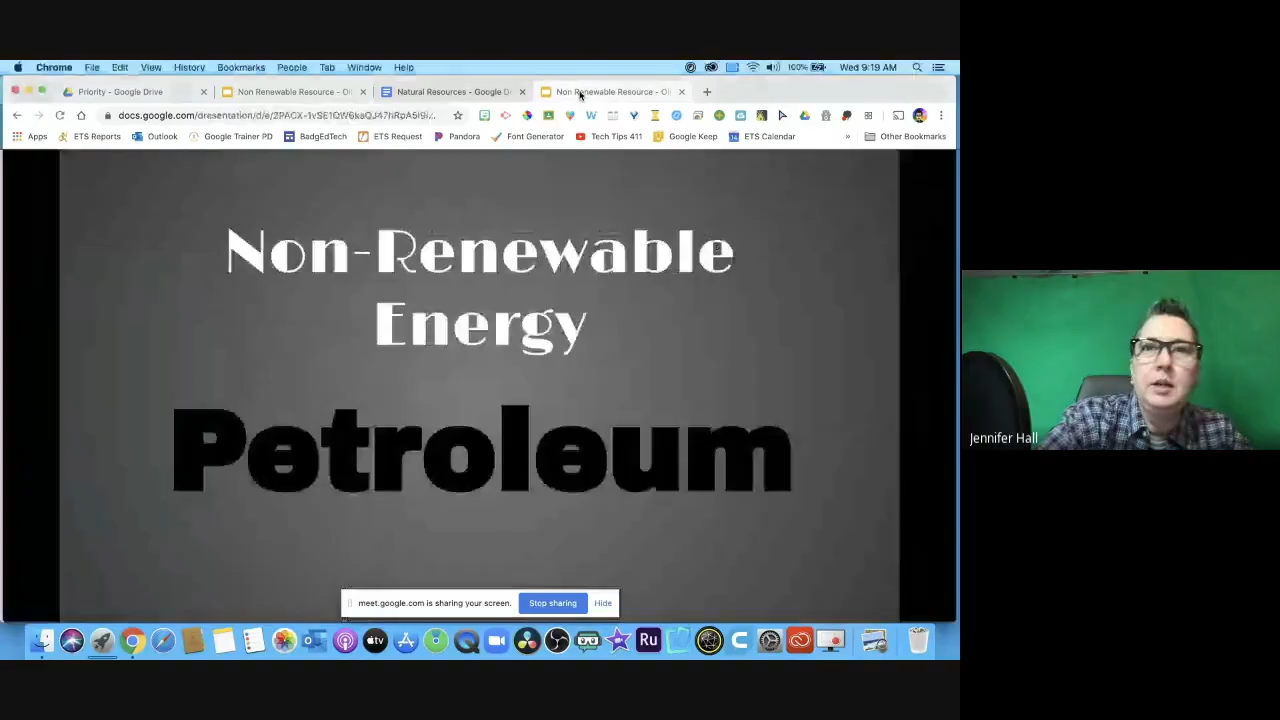 Chrome File Edit View History Bookmarks People Tab Window Help 100% Wed 9:19 AM
Priority - Google Drive Non Renewable Resource - Oil Natural Resources - Google D Non Renewable Resource - Oil
Apps ETS Reports Outlook Google Trainer PD BadgEdTech ETS Request Pandora Font Generator Tech Tips 411 Google Keep ETS Calendar » Other Bookmarks
Non-Renewable
Energy
Petroleum
meet.google.com is sharing your screen. Stop sharing Hide
Ru
Jennifer Hall